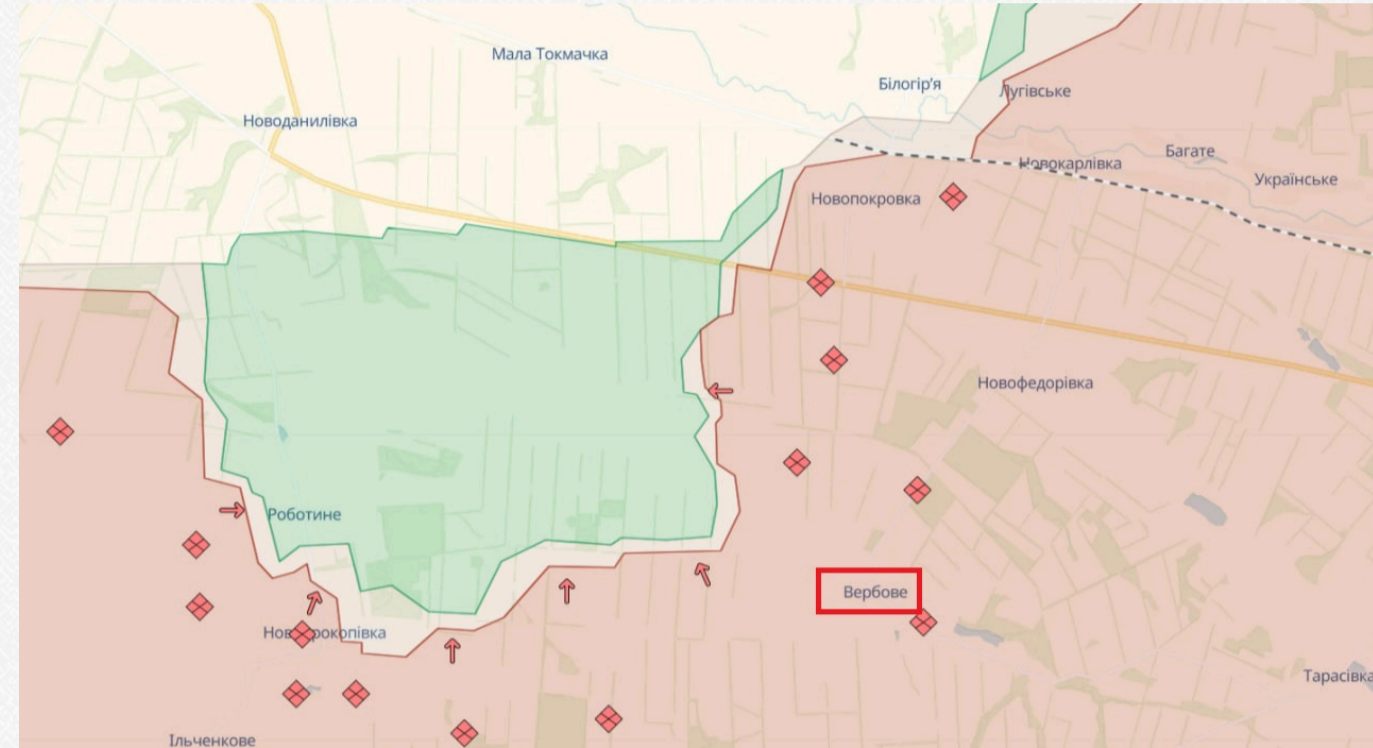 Мала Токмачка
Білогір'я
Лугівське
Новоданилівка
Багате
Новокарлівка
Українське
Новопокровка
Новофедорівка
Роботине
Вербове
Тарасівка
Ільченкове